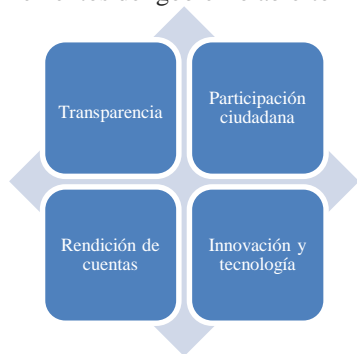 Transparencia
Participación
ciudadana
Rendición de
cuentas
Innovación y
tecnología